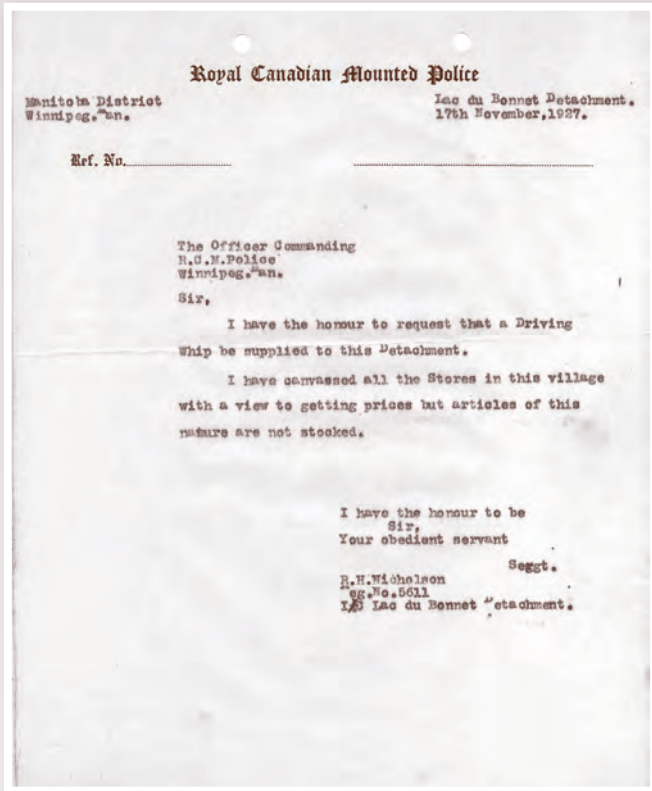 Royal Canadian Mounted Police
Manitoba District
Winnipeg. Man.
Lac du Bonnet Detachment.
17th November, 1927.
Ref. No.
The Officer Commanding
R.C.M.Police
Winnipeg. Man.
Sir,
I have the honour to request that a Driving
Whip be supplied to this Detachment.
I have canvassed all the Stores in this village
with a view to getting prices but articles of this
nature are not stocked.
I have the honour to be
Sir,
Your obedient servant
Seggt.
R.H.Nicholson
Reg.No.5611
I/C Lac du Bonnet Detachment.